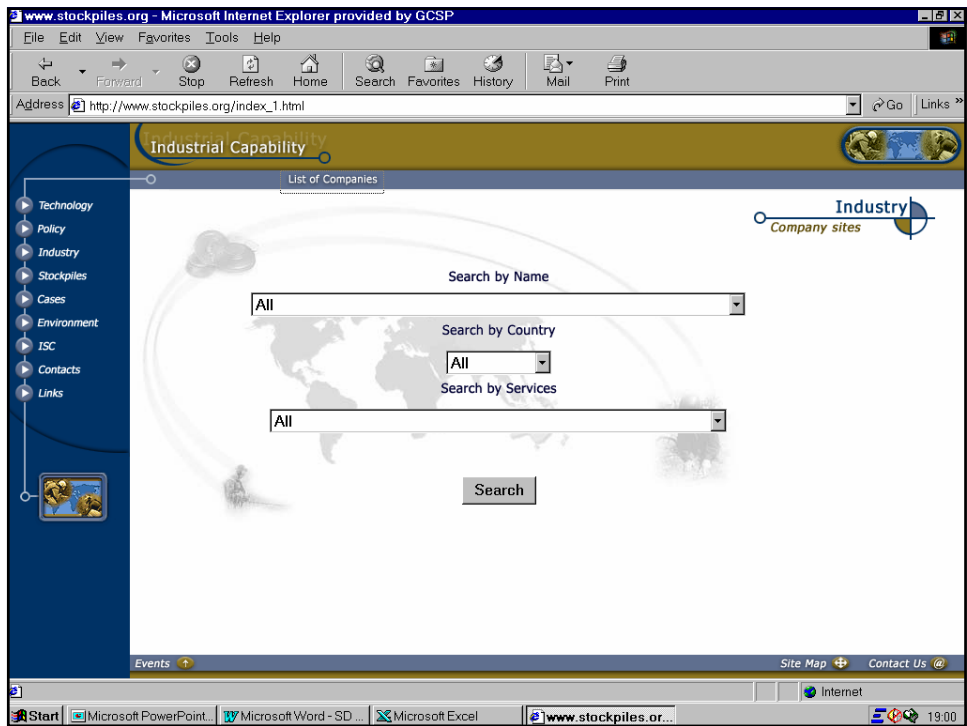 www.stockpiles.org - Microsoft Internet Explorer provided by GCSP
File Edit View Favorites Tools Help
Back Forward Stop Refresh Home Search Favorites History Mail Print
Address http://www.stockpiles.org/index_1.html Go Links »
Industrial Capability
List of Companies
Industry
Company sites
Technology
Policy
Industry
Stockpiles
Cases
Environment
ISC
Contacts
Links
Search by Name
All
Search by Country
All
Search by Services
All
Search
Events Site Map Contact Us @
Internet
Start Microsoft PowerPoint... Microsoft Word - SD ... Microsoft Excel www.stockpiles.or... 19:00